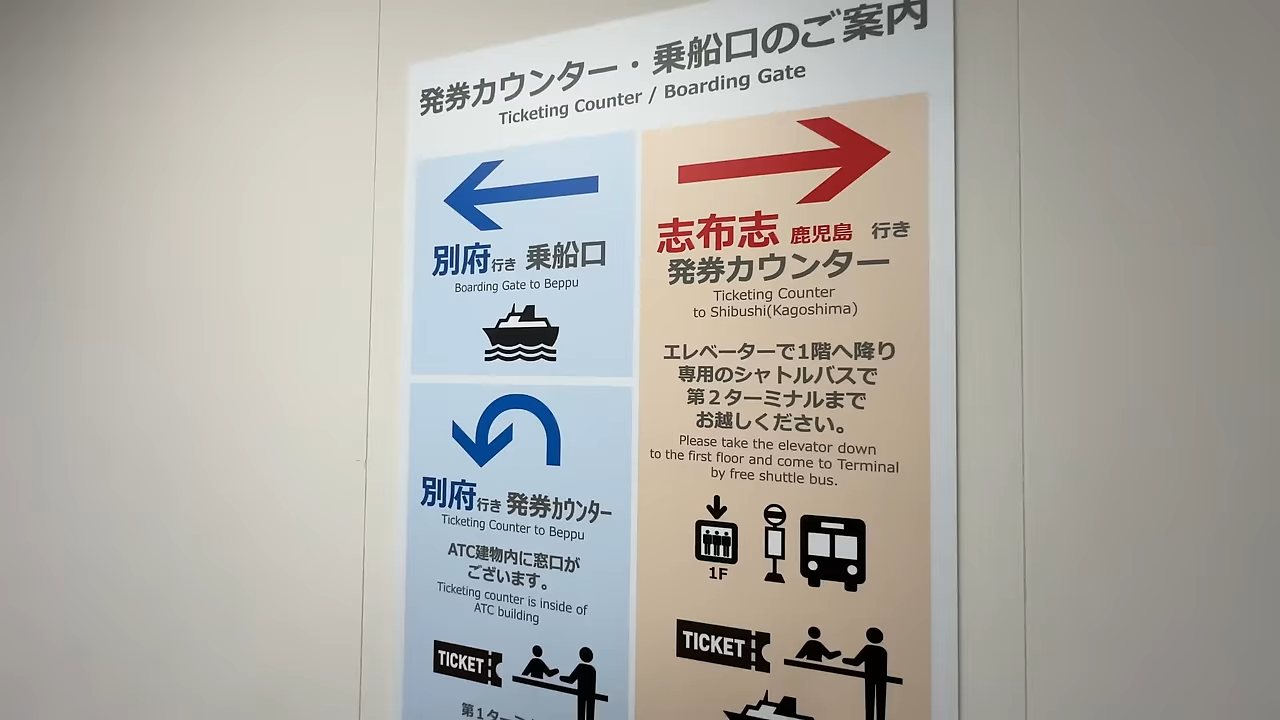 発券カウンター・乗船口のご案内
Ticketing Counter / Boarding Gate
別府行き 乗船口
Boarding Gate to Beppu
別府行き 発券カウンター
Ticketing Counter to Beppu
ATC建物内に窓口が
ございます。
Ticketing counter is inside of
ATC building
TICKET
第1ターミ
志布志 鹿児島 行き
発券カウンター
Ticketing Counter
to Shibushi(Kagoshima)
エレベーターで1階へ降り
専用のシャトルバスで
第2ターミナルまで
お越しください。
Please take the elevator down
to the first floor and come to Terminal
by free shuttle bus.
1F
TICKET